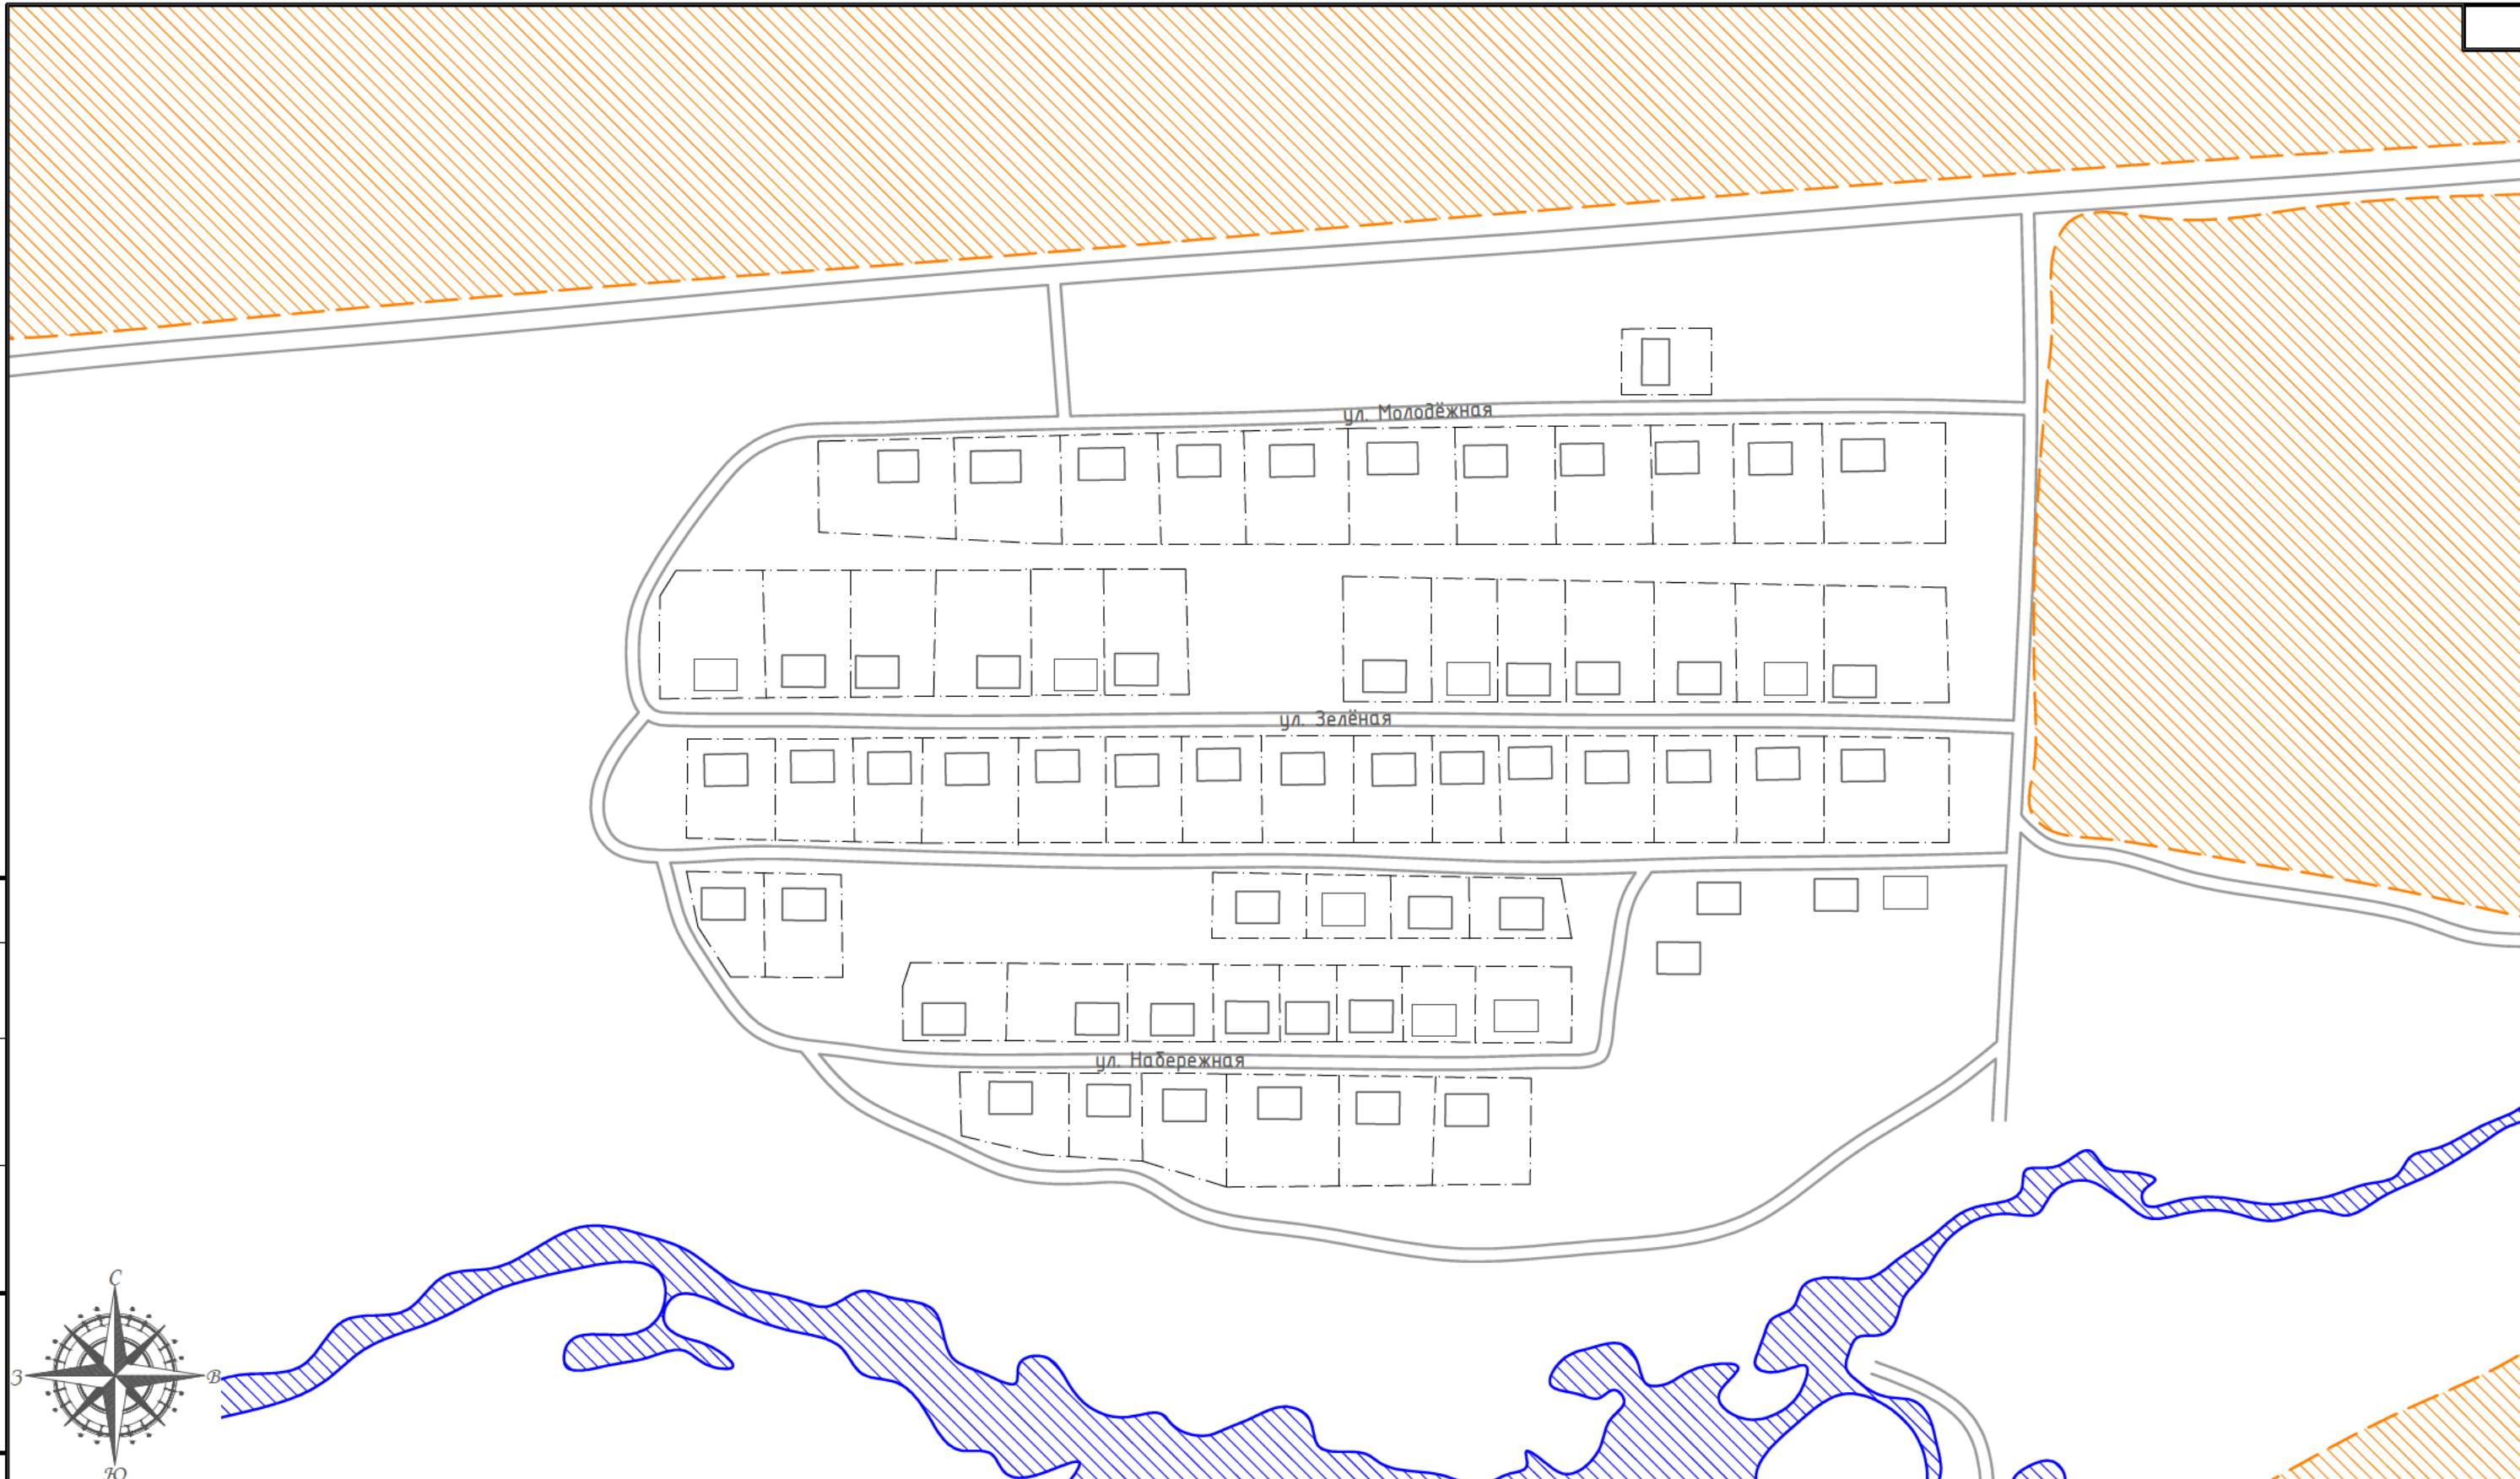 ул. Молодёжная
ул. Зелёная
ул. Набережная
С
З
В
Ю